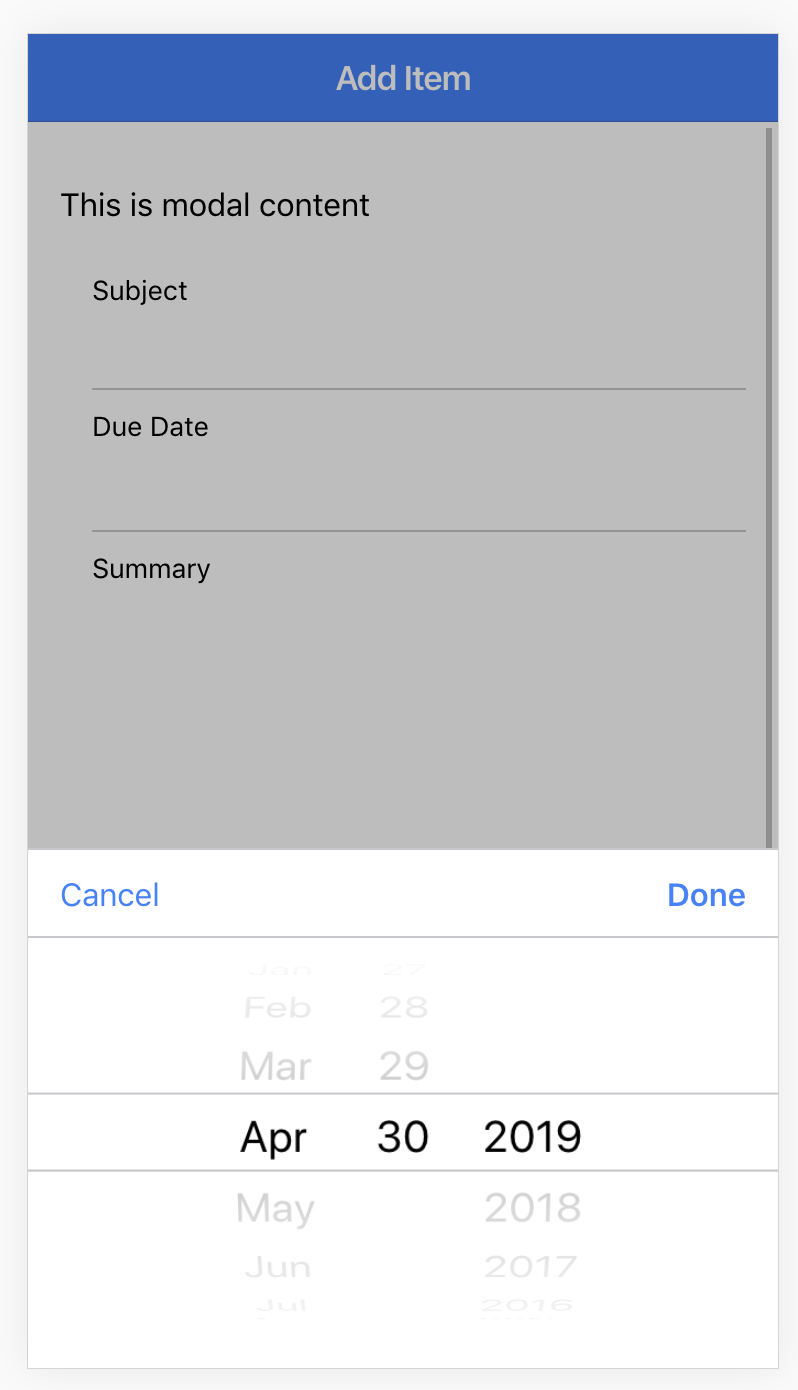 Add Item
This is modal content
Subject
Due Date
Summary
Cancel Done
Jan 27
Feb 28
Mar 29
Apr 30 2019
May 2018
Jun 2017
Jul 2016